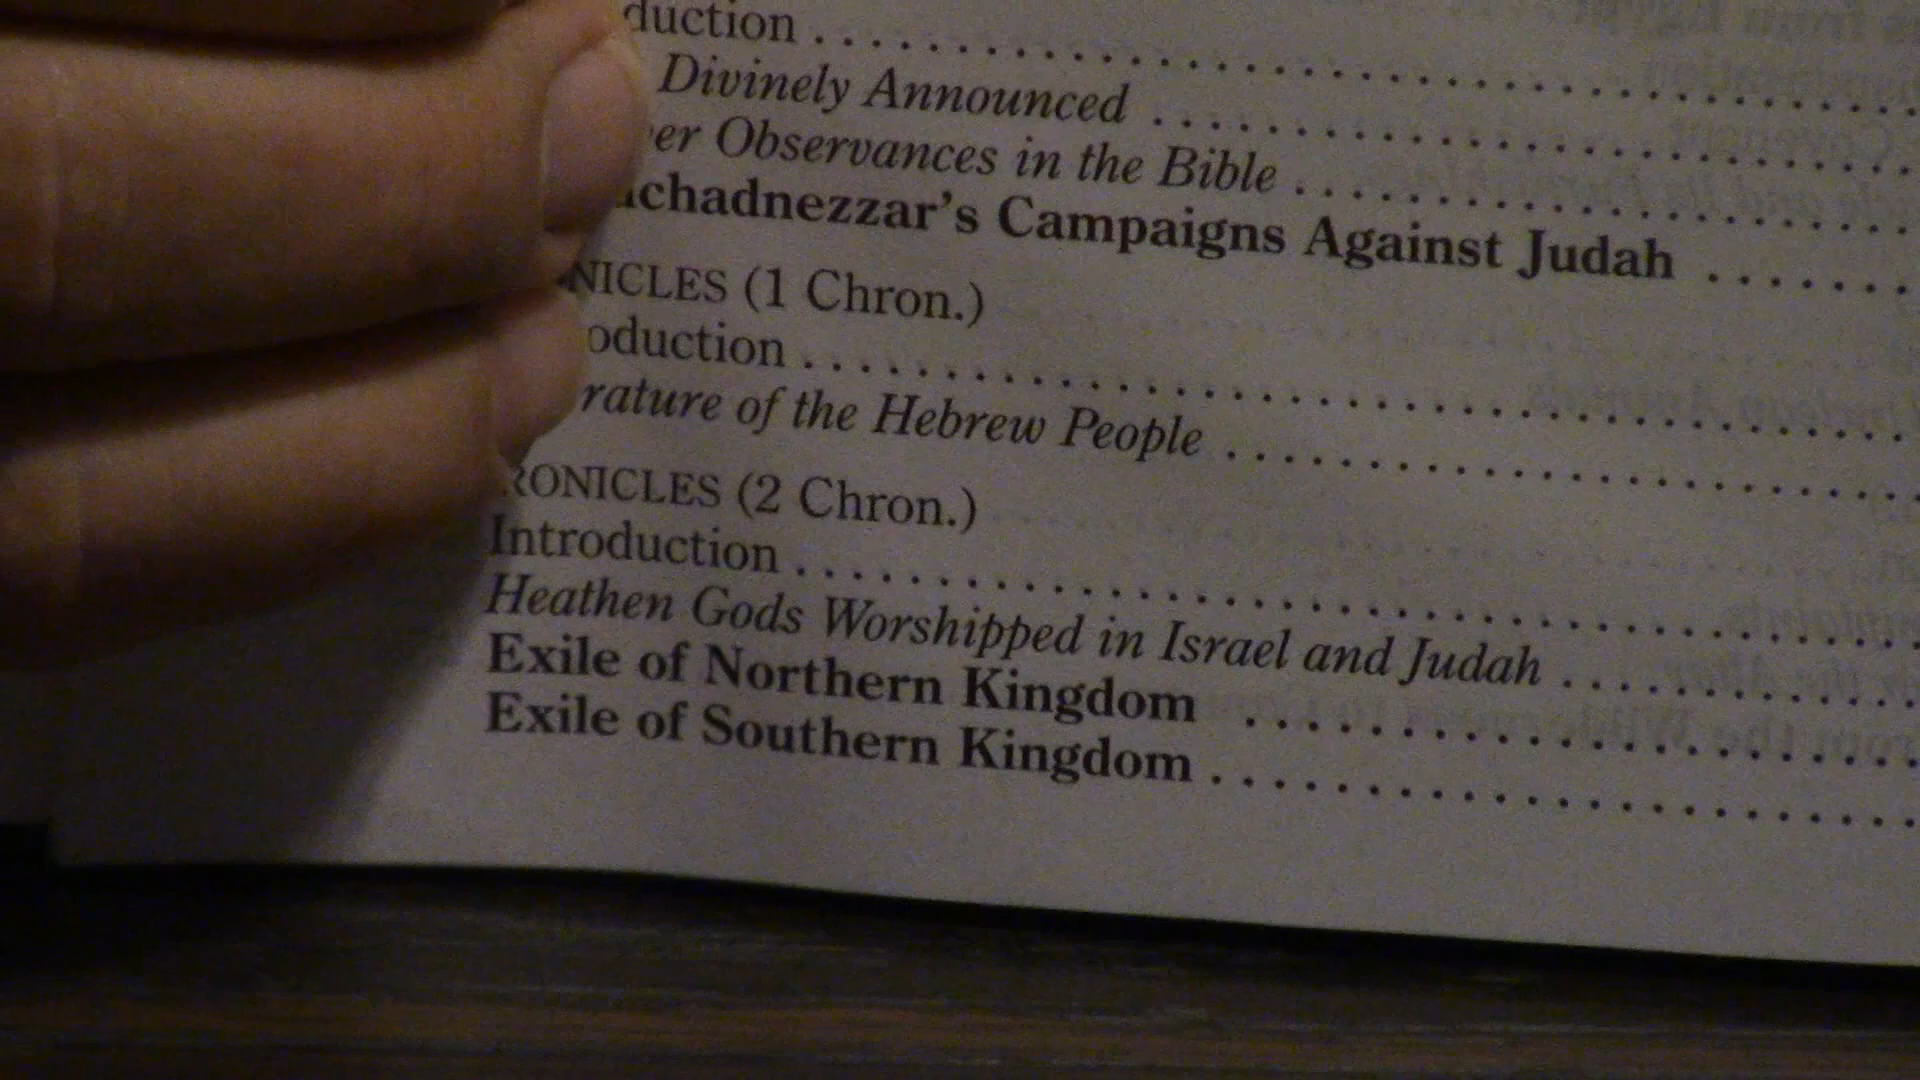 duction . . . . . . . . . . . . . . . . . . . . . . . . . . . . . . . . . . . . . . .
Divinely Announced . . . . . . . . . . . . . . . . . . . . . . . . . . .
er Observances in the Bible . . . . . . . . . . . . . . . . . . . . . .
chadnezzar's Campaigns Against Judah . . . . . . .
NICLES (1 Chron.)
oduction . . . . . . . . . . . . . . . . . . . . . . . . . . . . . . . . . . . . . . .
rature of the Hebrew People . . . . . . . . . . . . . . . . . . . . . . . .
RONICLES (2 Chron.)
Introduction . . . . . . . . . . . . . . . . . . . . . . . . . . . . . . . . . . . . . . .
Heathen Gods Worshipped in Israel and Judah . . . . . . . . . . . .
Exile of Northern Kingdom . . . . . . . . . . . . . . . . . . . . . . .
Exile of Southern Kingdom . . . . . . . . . . . . . . . . . . . . . . . .